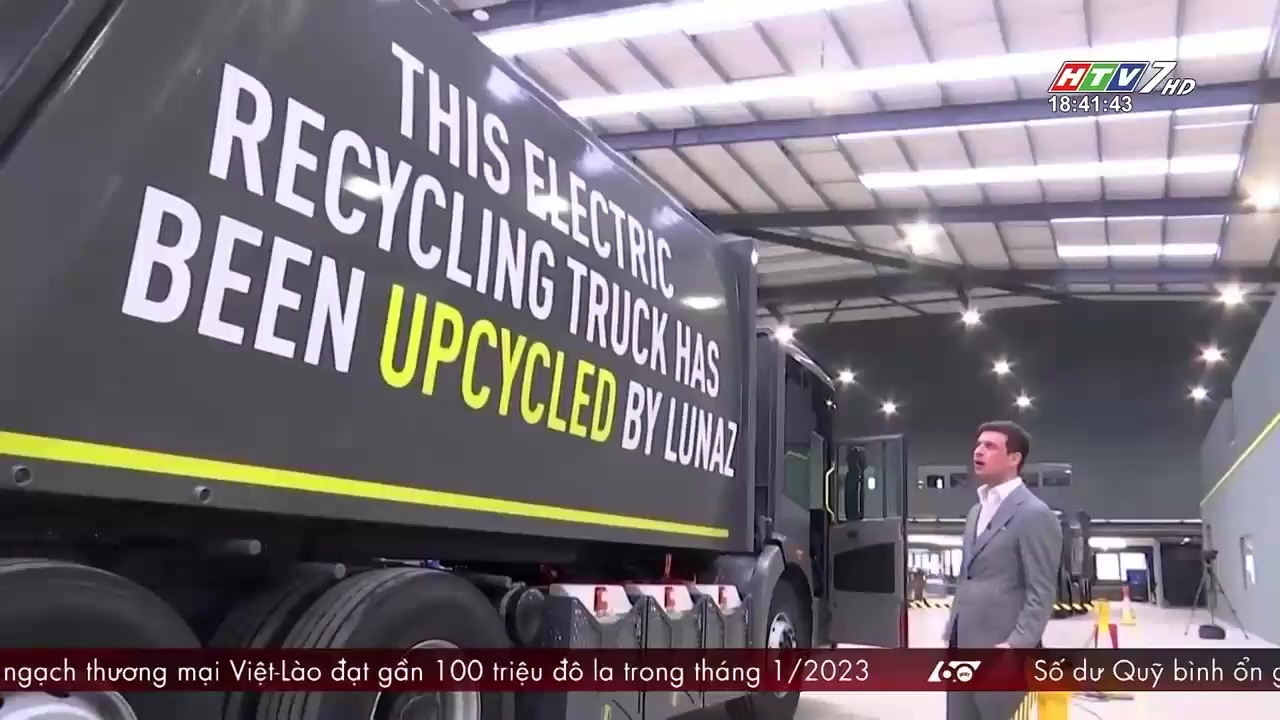 THIS ELECTRIC
RECYCLING TRUCK HAS
BEEN UPCYCLED BY LUNAZ
HTV7 HD
18:41:43
ngạch thương mại Việt-Lào đạt gần 100 triệu đô la trong tháng 1/2023
60
Số dư Quỹ bình ổn